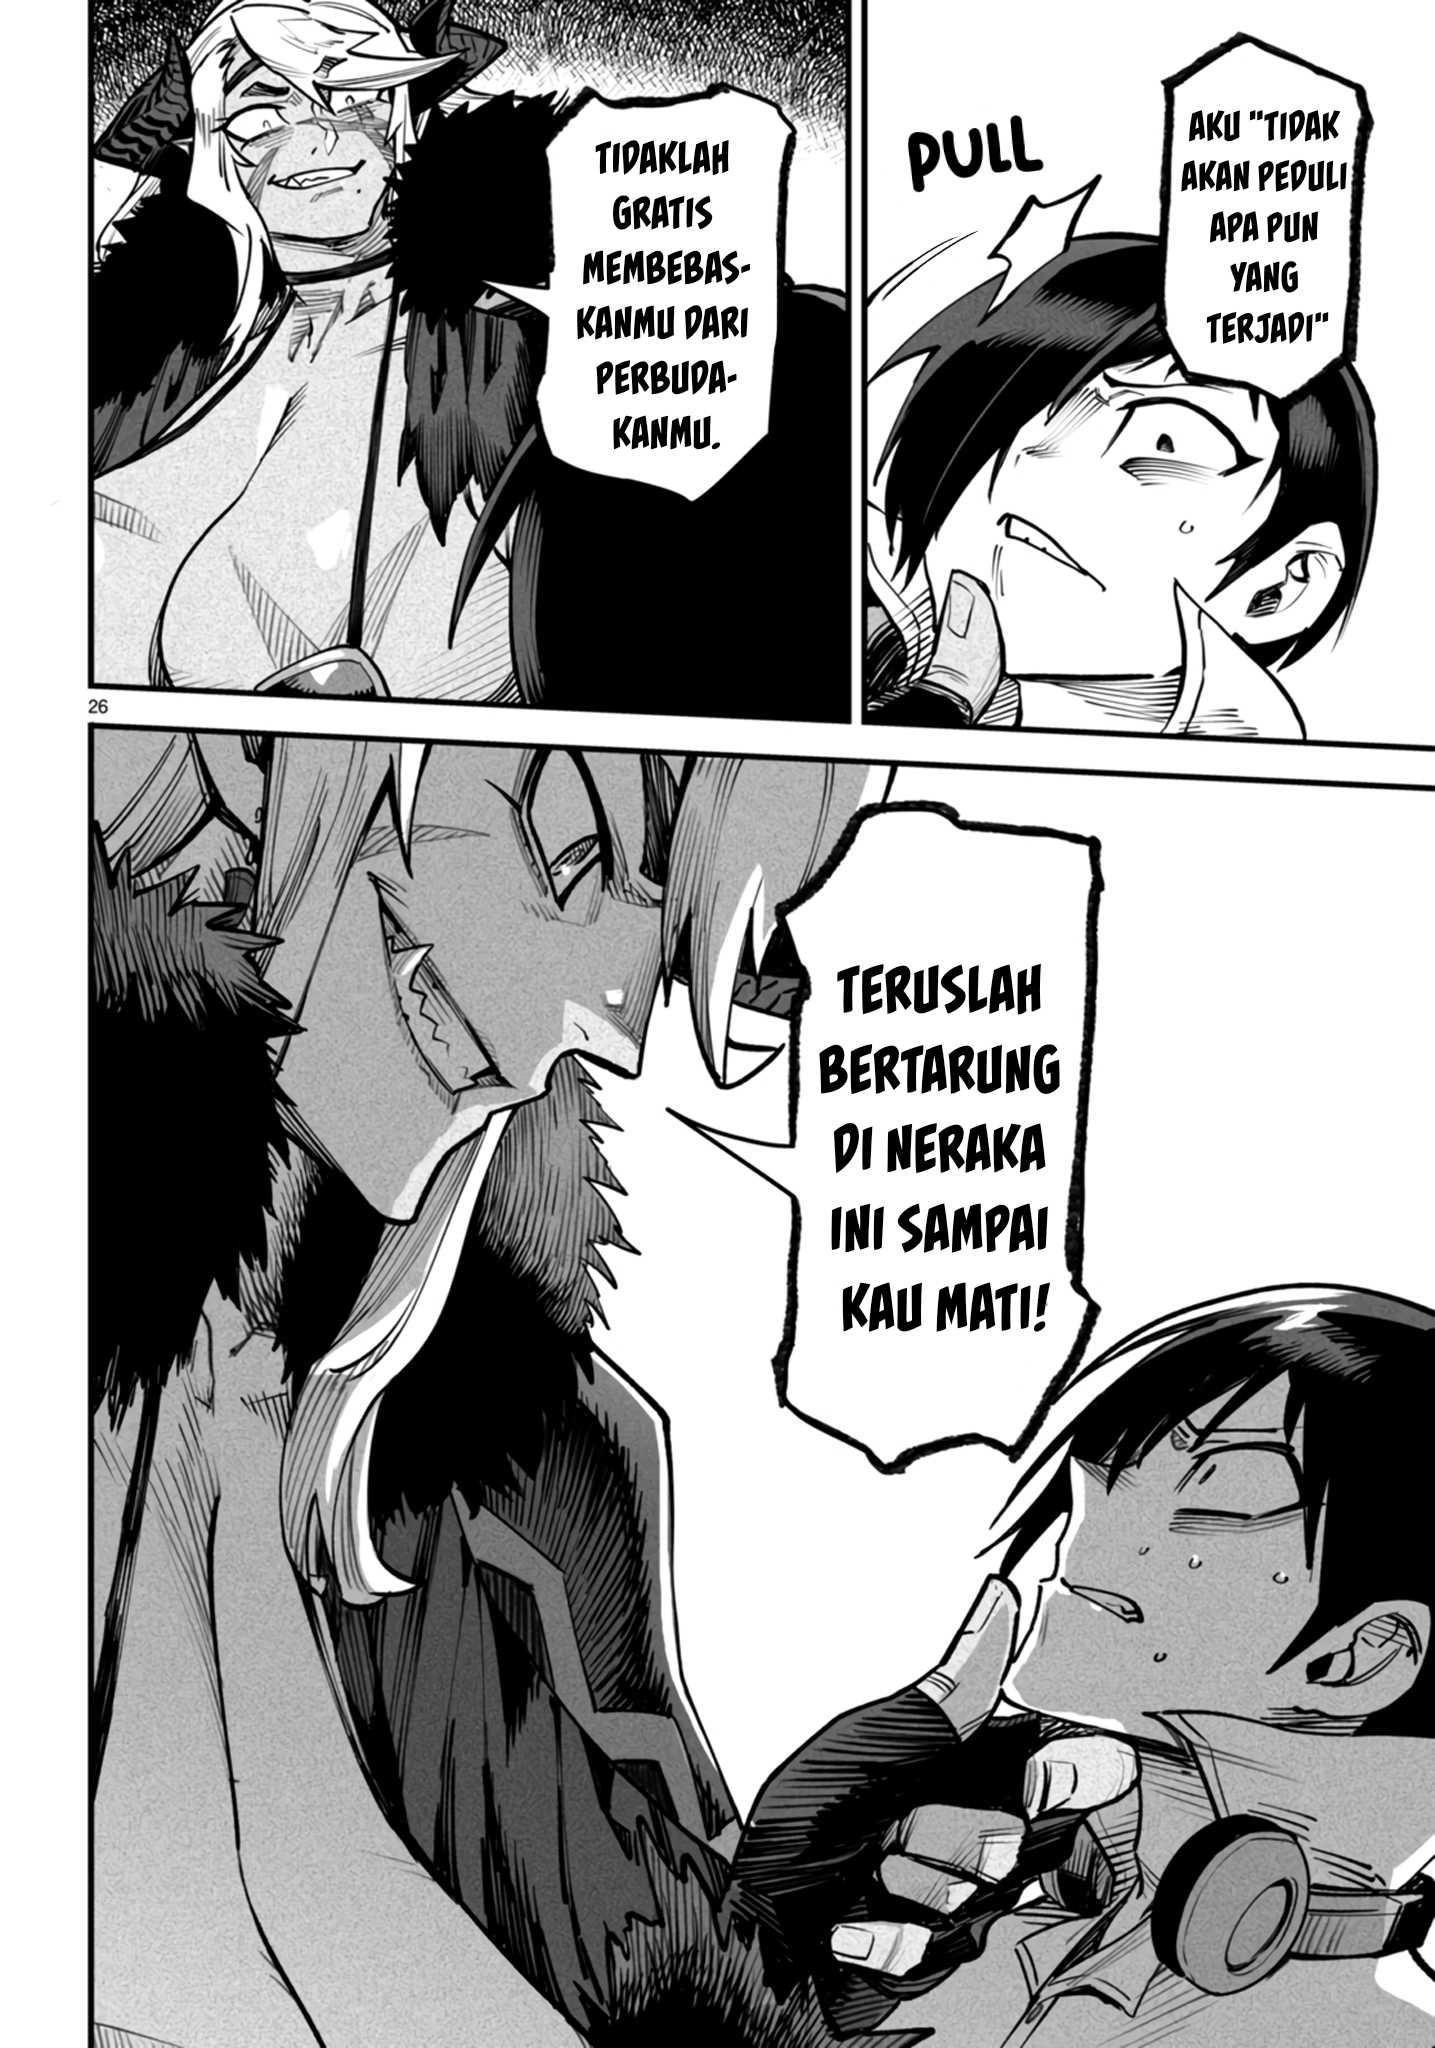 AKU "TIDAK
AKAN PEDULI
APA PUN
YANG
TERJADI"
PULL
TIDAKLAH
GRATIS
MEMBEBAS-
KANMU DARI
PERBUDA-
KANMU.
26
TERUSLAH
BERTARUNG
DI NERAKA
INI SAMPAI
KAU MATI!